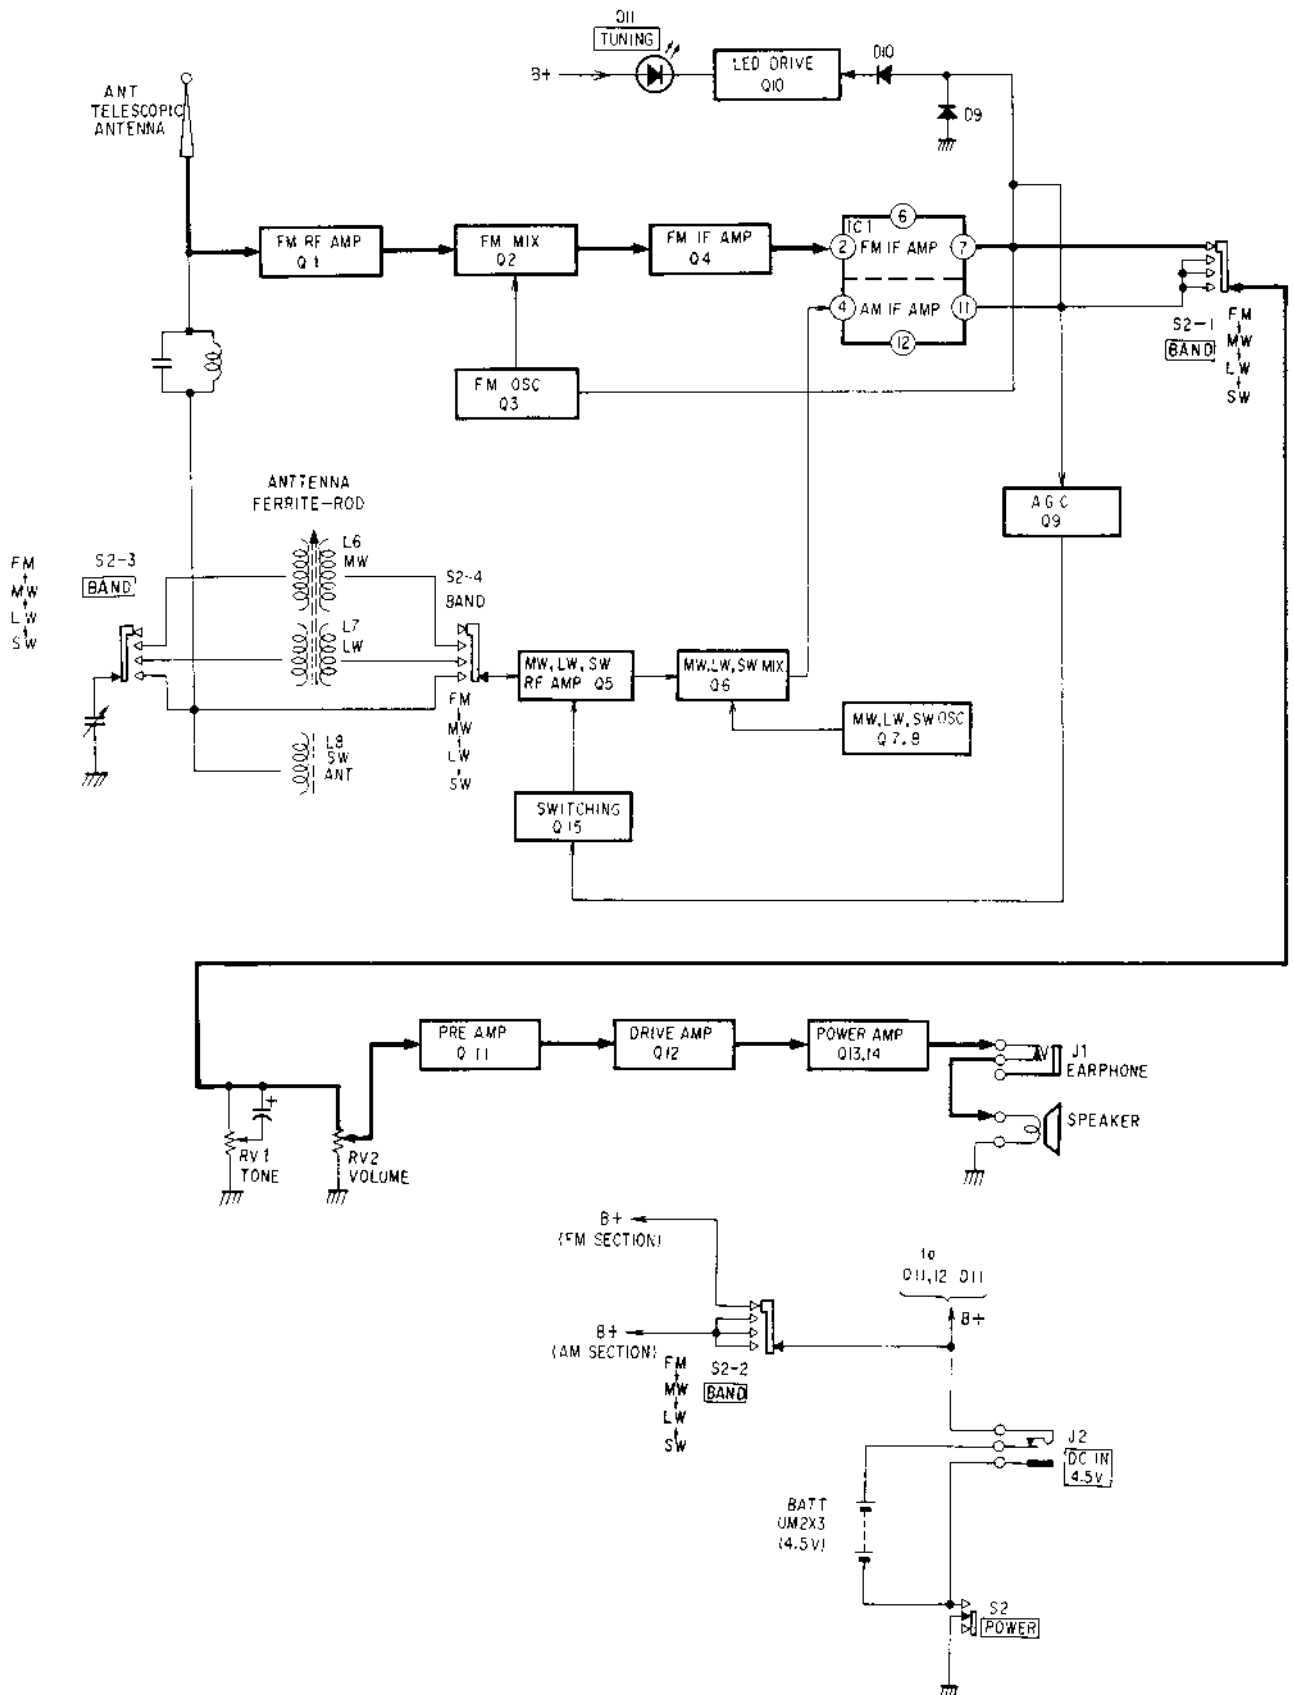 D11
TUNING
B+
LED DRIVE
Q10
D10
D9
ANT
TELESCOPIC
ANTENNA
FM RF AMP
Q1
FM MIX
Q2
FM IF AMP
Q4
IC1
6
2
FM IF AMP
7
4
AM IF AMP
11
12
FM OSC
Q3
S2-1
BAND
FM
MW
LW
SW
AGC
Q9
ANTTENNA
FERRITE-ROD
FM
MW
LW
SW
S2-3
BAND
L6
MW
L7
LW
L8
SW
ANT
S2-4
BAND
FM
MW
LW
SW
MW, LW, SW
RF AMP Q5
MW, LW, SW MIX
Q6
MW, LW, SW OSC
Q7,8
SWITCHING
Q15
PRE AMP
Q11
DRIVE AMP
Q12
POWER AMP
Q13,14
J1
EARPHONE
SPEAKER
+
RV1
TONE
RV2
VOLUME
B+
(FM SECTION)
B+
(AM SECTION)
FM
MW
LW
SW
S2-2
BAND
to
Q11,12 D11
B+
J2
DC IN
4.5V
BATT
UM2X3
(4.5V)
S2
POWER